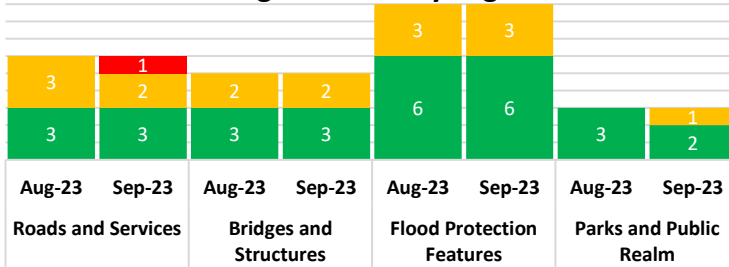 3 1 3 3
3 2 2 2 1
3 3 3 3 6 6 3 2
Aug-23 Sep-23 Aug-23 Sep-23 Aug-23 Sep-23 Aug-23 Sep-23
Roads and Services Bridges and Flood Protection Parks and Public
Structures Features Realm